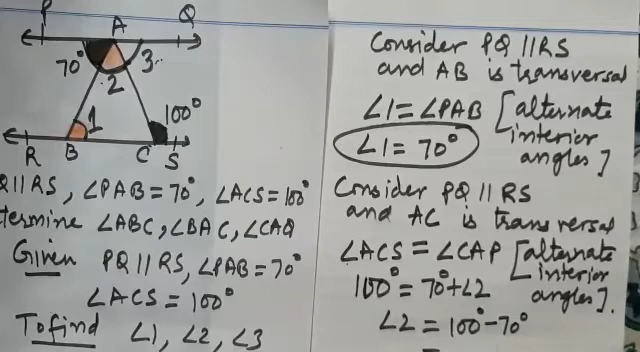 P
A
Q
70°
3
2
1
100°
R
B
C
S
Q || RS, ∠PAB = 70°, ∠ACS = 100°
termine ∠ABC, ∠BAC, ∠CAQ
Given PQ || RS, ∠PAB = 70°
∠ACS = 100°
To find ∠1, ∠2, ∠3
Consider PQ || RS
and AB is transversal
∠1 = ∠PAB [alternate
interior
angles]
∠1 = 70°
Consider PQ || RS
and AC is transversal
∠ACS = ∠CAP [alternate
interior
angles].
100° = 70° + ∠2
∠2 = 100° - 70°
=